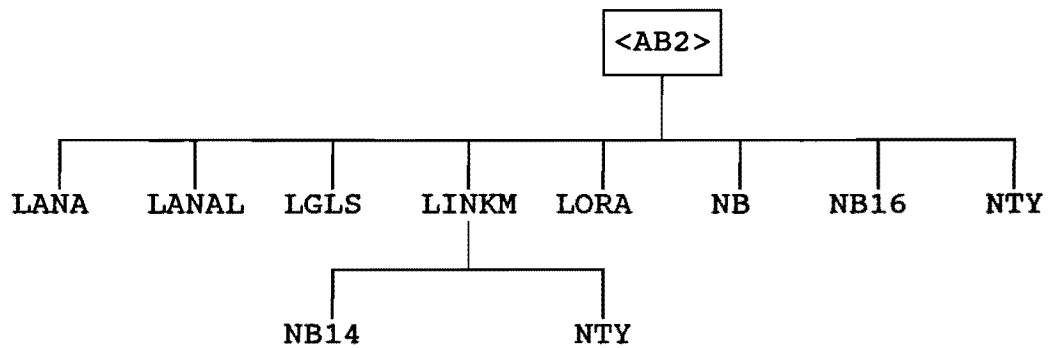 <AB2>
LANA LANAL LGLS LINKM LORA NB NB16 NTY
NB14 NTY